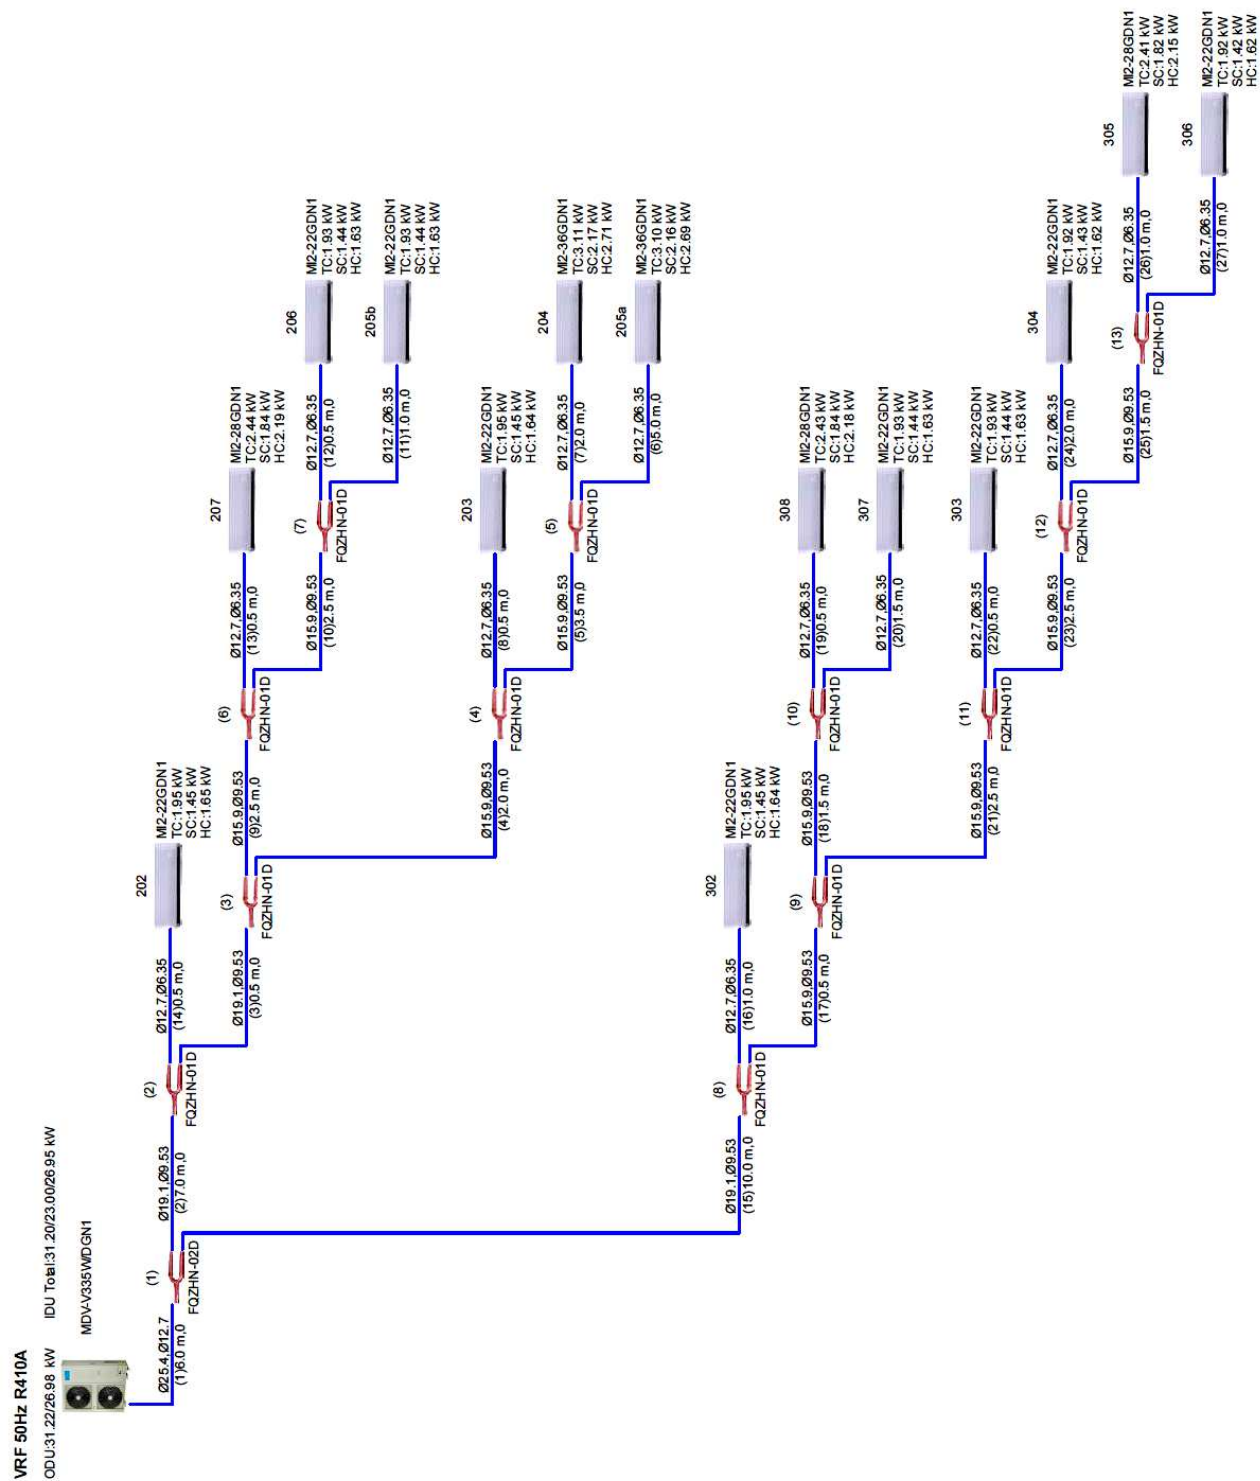 VRF 50Hz R410A
ODU:31.22/26.98 kW
IDU Total:31.20/23.00/26.95 kW
MDV-V335W/DGN1
Ø25.4,Ø12.7
(1)6.0 m,0
(1)
FQZHN-02D
Ø19.1,Ø9.53
(2)7.0 m,0
(2)
FQZHN-01D
Ø12.7,Ø6.35
(14)0.5 m,0
202
MI2-22GDN1
TC:1.95 kW
SC:1.45 kW
HC:1.65 kW
Ø19.1,Ø9.53
(3)0.5 m,0
(3)
FQZHN-01D
Ø15.9,Ø9.53
(9)2.5 m,0
(6)
FQZHN-01D
Ø12.7,Ø6.35
(13)0.5 m,0
207
MI2-28GDN1
TC:2.44 kW
SC:1.84 kW
HC:2.19 kW
Ø15.9,Ø9.53
(10)2.5 m,0
(7)
FQZHN-01D
Ø12.7,Ø6.35
(12)0.5 m,0
206
MI2-22GDN1
TC:1.93 kW
SC:1.44 kW
HC:1.63 kW
Ø12.7,Ø6.35
(11)1.0 m,0
205b
MI2-22GDN1
TC:1.93 kW
SC:1.44 kW
HC:1.63 kW
Ø15.9,Ø9.53
(4)2.0 m,0
(4)
FQZHN-01D
Ø12.7,Ø6.35
(8)0.5 m,0
203
MI2-22GDN1
TC:1.95 kW
SC:1.45 kW
HC:1.64 kW
Ø15.9,Ø9.53
(5)3.5 m,0
(5)
FQZHN-01D
Ø12.7,Ø6.35
(7)2.0 m,0
204
MI2-36GDN1
TC:3.11 kW
SC:2.17 kW
HC:2.71 kW
Ø12.7,Ø6.35
(6)5.0 m,0
205a
MI2-36GDN1
TC:3.10 kW
SC:2.16 kW
HC:2.69 kW
Ø19.1,Ø9.53
(15)10.0 m,0
(8)
FQZHN-01D
Ø12.7,Ø6.35
(16)1.0 m,0
302
MI2-22GDN1
TC:1.95 kW
SC:1.45 kW
HC:1.64 kW
Ø15.9,Ø9.53
(17)0.5 m,0
(9)
FQZHN-01D
Ø15.9,Ø9.53
(18)1.5 m,0
(10)
FQZHN-01D
Ø12.7,Ø6.35
(19)0.5 m,0
308
MI2-28GDN1
TC:2.43 kW
SC:1.84 kW
HC:2.18 kW
Ø12.7,Ø6.35
(20)1.5 m,0
307
MI2-22GDN1
TC:1.93 kW
SC:1.44 kW
HC:1.63 kW
Ø15.9,Ø9.53
(21)2.5 m,0
(11)
FQZHN-01D
Ø12.7,Ø6.35
(22)0.5 m,0
303
MI2-22GDN1
TC:1.93 kW
SC:1.44 kW
HC:1.63 kW
Ø15.9,Ø9.53
(23)2.5 m,0
(12)
FQZHN-01D
Ø12.7,Ø6.35
(24)2.0 m,0
304
MI2-22GDN1
TC:1.92 kW
SC:1.43 kW
HC:1.62 kW
Ø15.9,Ø9.53
(25)1.5 m,0
(13)
FQZHN-01D
Ø12.7,Ø6.35
(26)1.0 m,0
305
MI2-28GDN1
TC:2.41 kW
SC:1.82 kW
HC:2.15 kW
Ø12.7,Ø6.35
(27)1.0 m,0
306
MI2-22GDN1
TC:1.92 kW
SC:1.42 kW
HC:1.62 kW